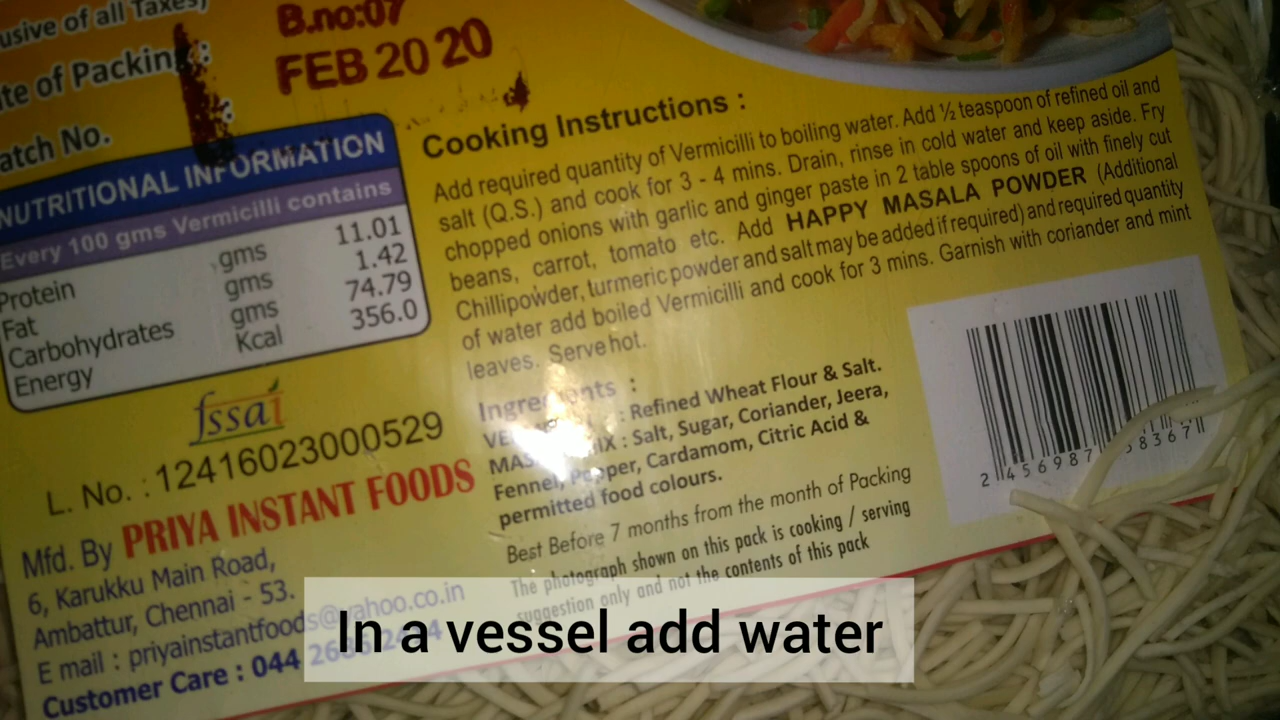 usive of all Taxes)
te of Packing :
atch No. :
B.no:07
FEB 20 20
NUTRITIONAL INFORMATION
Every 100 gms Vermicilli contains
Protein gms 11.01
Fat gms 1.42
Carbohydrates gms 74.79
Energy Kcal 356.0
fssai
L. No. : 12416023000529
Mfd. By PRIYA INSTANT FOODS
6, Karukku Main Road,
Ambattur, Chennai - 53.
E mail : priyainstantfoods@yahoo.co.in
Customer Care : 044
Cooking Instructions :
Add required quantity of Vermicilli to boiling water. Add ½ teaspoon of refined oil and
salt (Q.S.) and cook for 3 - 4 mins. Drain, rinse in cold water and keep aside. Fry
chopped onions with garlic and ginger paste in 2 table spoons of oil with finely cut
beans, carrot, tomato etc. Add HAPPY MASALA POWDER (Additional
Chillipowder, turmeric powder and salt may be added if required) and required quantity
of water add boiled Vermicilli and cook for 3 mins. Garnish with coriander and mint
leaves. Serve hot.
Ingredients :
: Refined Wheat Flour & Salt.
: Salt, Sugar, Coriander, Jeera,
Fennel, Pepper, Cardamom, Citric Acid &
permitted food colours.
Best Before 7 months from the month of Packing
The photograph shown on this pack is cooking / serving
suggestion only and not the contents of this pack
2 456987 38367
In a vessel add water